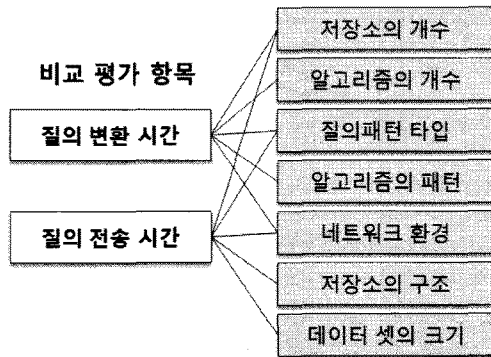 비교 평가 항목
질의 변환 시간
질의 전송 시간
저장소의 개수
알고리즘의 개수
질의패턴 타입
알고리즘의 패턴
네트워크 환경
저장소의 구조
데이터 셋의 크기